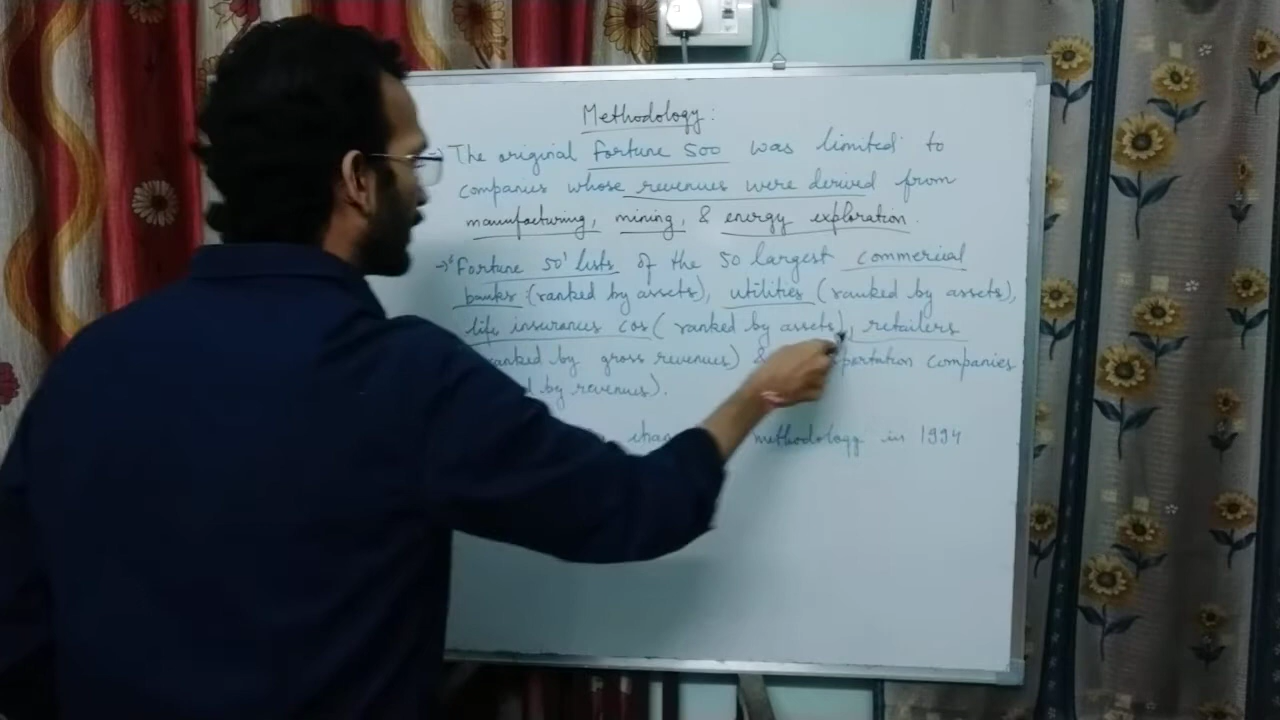 Methodology:
The original Fortune 500 was limited to
companies whose revenues were derived from
manufacturing, mining, & energy exploration.
→ 'Fortune 50' lists of the 50 largest commercial
banks (ranked by assets), utilities (ranked by assets),
life insurances cos (ranked by assets), retailers
by gross revenues) & companies
by revenues).
methodology in 1994